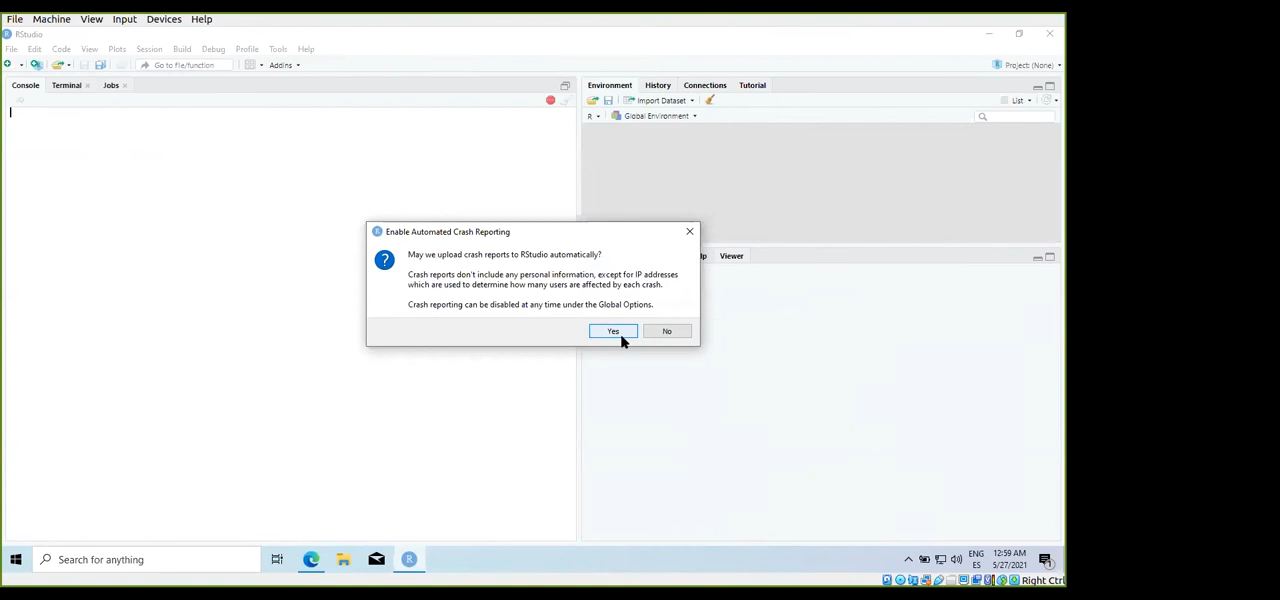 File Machine View Input Devices Help
RStudio
File Edit Code View Plots Session Build Debug Profile Tools Help
Go to file/function Addins Project: (None)
Console Terminal Jobs
Environment History Connections Tutorial
Import Dataset List
R Global Environment
Enable Automated Crash Reporting
May we upload crash reports to RStudio automatically?
Crash reports don't include any personal information, except for IP addresses
which are used to determine how many users are affected by each crash.
Crash reporting can be disabled at any time under the Global Options.
Yes No
Viewer
Search for anything
ENG 12:59 AM
ES 5/27/2021
Right Ctrl